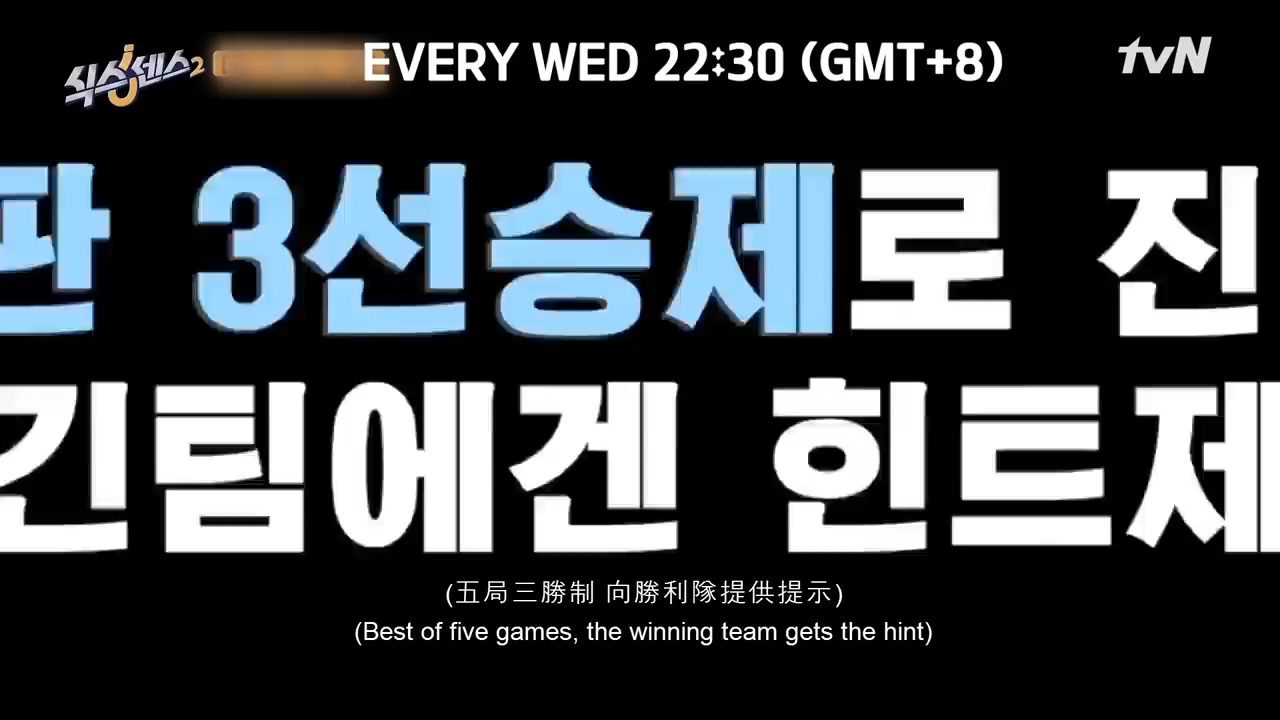 식스센스2 EVERY WED 22:30 (GMT+8) tvN
판 3선승제로 진
긴팀에겐 힌트제
(五局三勝制 向勝利隊提供提示)
(Best of five games, the winning team gets the hint)